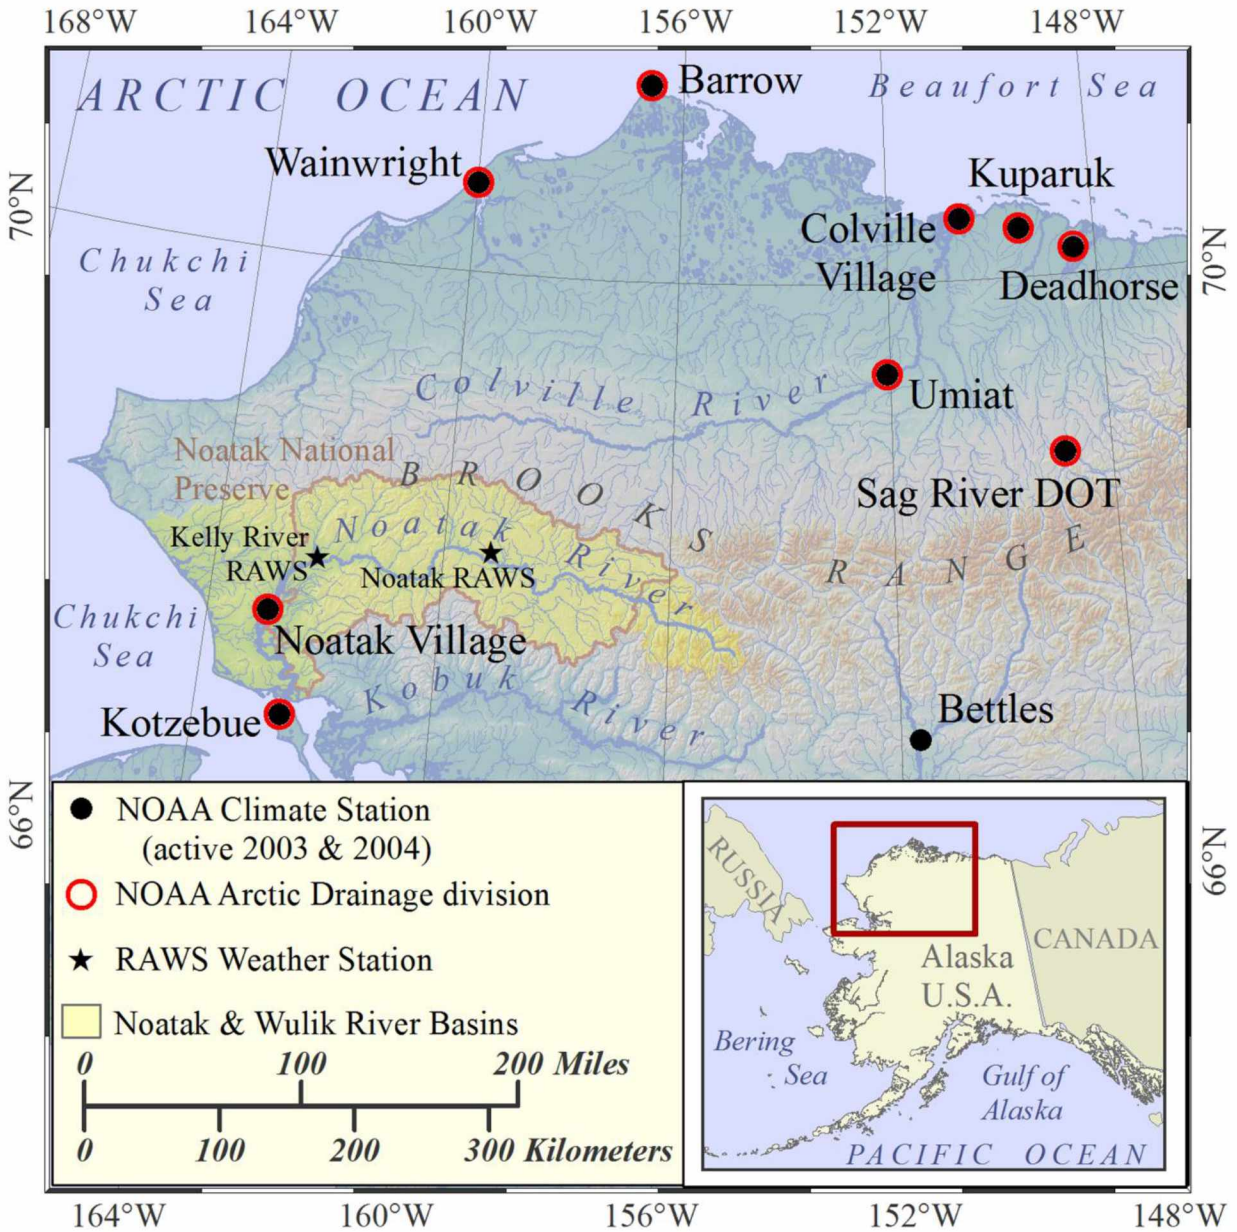 168°W 164°W 160°W 156°W 152°W 148°W
ARCTIC OCEAN
Barrow
Beaufort Sea
Wainwright
Kuparuk
70°N
Colville
Village
70°N
Chukchi
Sea
Deadhorse
Colville River
Umiat
Noatak National
Preserve
BROOKS RANGE
Sag River DOT
Kelly River
RAWS
Noatak River
Noatak RAWS
Chukchi
Sea
Noatak Village
Kobuk River
Kotzebue
Bettles
66°N
66°N
NOAA Climate Station
(active 2003 & 2004)
NOAA Arctic Drainage division
RAWS Weather Station
Noatak & Wulik River Basins
0 100 200 Miles
0 100 200 300 Kilometers
RUSSIA
CANADA
Alaska
U.S.A.
Bering
Sea
Gulf of
Alaska
PACIFIC OCEAN
164°W 160°W 156°W 152°W 148°W